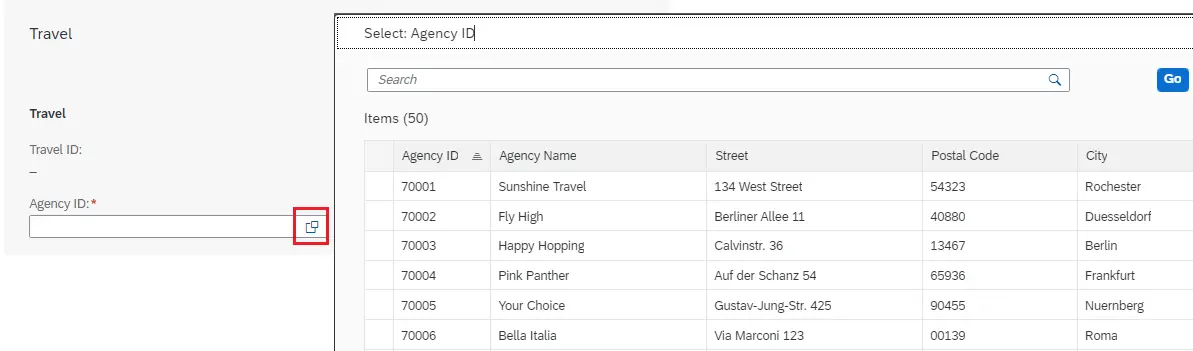 Travel
Travel
Travel ID:
–
Agency ID:*
Select: Agency ID
Search
Go
Items (50)
Agency ID Agency Name Street Postal Code City
70001 Sunshine Travel 134 West Street 54323 Rochester
70002 Fly High Berliner Allee 11 40880 Duesseldorf
70003 Happy Hopping Calvinstr. 36 13467 Berlin
70004 Pink Panther Auf der Schanz 54 65936 Frankfurt
70005 Your Choice Gustav-Jung-Str. 425 90455 Nuernberg
70006 Bella Italia Via Marconi 123 00139 Roma